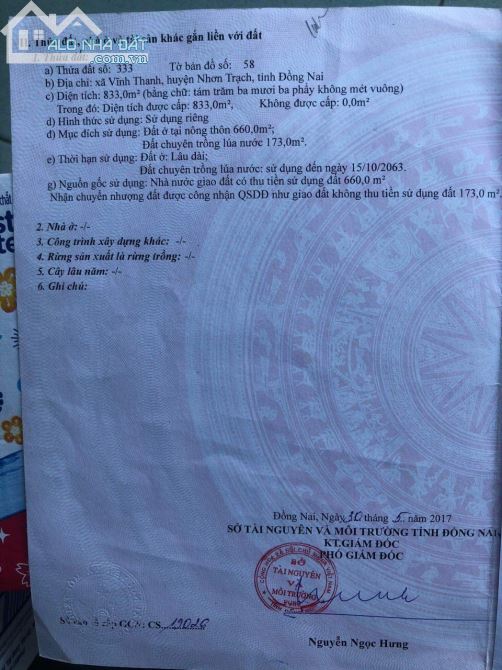 ALO NHÀ ĐẤT
.com.vn
II. Thửa đất, nhà ở và tài sản khác gắn liền với đất
1. Thửa đất
a) Thửa đất số: 333 Tờ bản đồ số: 58
b) Địa chỉ: xã Vĩnh Thanh, huyện Nhơn Trạch, tỉnh Đồng Nai
c) Diện tích: 833,0m² (bằng chữ: tám trăm ba mươi ba phẩy không mét vuông)
Trong đó: Diện tích được cấp: 833,0m², Không được cấp: 0,0m²
d) Hình thức sử dụng: Sử dụng riêng
đ) Mục đích sử dụng: Đất ở tại nông thôn 660,0m²;
Đất chuyên trồng lúa nước 173,0m².
e) Thời hạn sử dụng: Đất ở: Lâu dài;
Đất chuyên trồng lúa nước: sử dụng đến ngày 15/10/2063.
g) Nguồn gốc sử dụng: Nhà nước giao đất có thu tiền sử dụng đất 660,0 m²
Nhận chuyển nhượng đất được công nhận QSDĐ như giao đất không thu tiền sử dụng đất 173,0 m².
2. Nhà ở: -/-
3. Công trình xây dựng khác: -/-
4. Rừng sản xuất là rừng trồng: -/-
5. Cây lâu năm: -/-
6. Ghi chú:
Đồng Nai, Ngày 30 tháng 5 năm 2017
SỞ TÀI NGUYÊN VÀ MÔI TRƯỜNG TỈNH ĐỒNG NAI
KT.GIÁM ĐỐC
PHÓ GIÁM ĐỐC
SỞ
TÀI NGUYÊN
VÀ
MÔI TRƯỜNG
Số vào sổ cấp GCN: CS
Nguyễn Ngọc Hưng